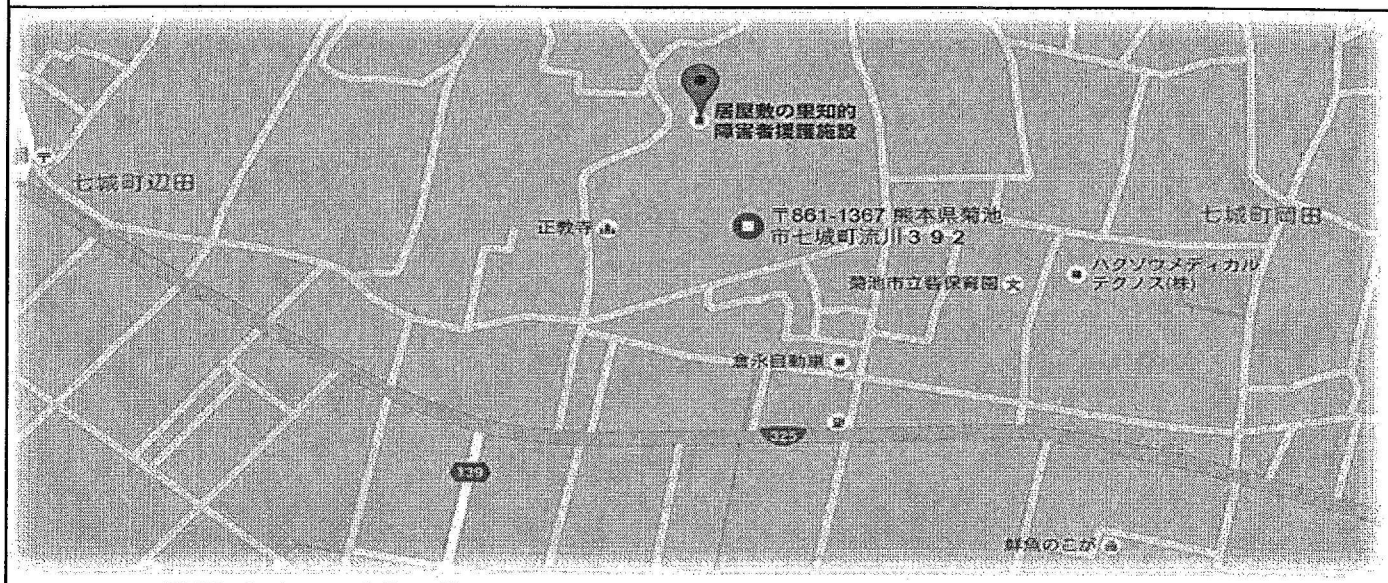 居屋敷の里知的
障害者援護施設
〒
七城町辺田
正教寺
〒861-1367 熊本県菊池
市七城町流川3 9 2
七城町岡田
菊池市立砦保育園
ハクゾウメディカル
テクノス(株)
倉永自動車
325
139
鮮魚のこが